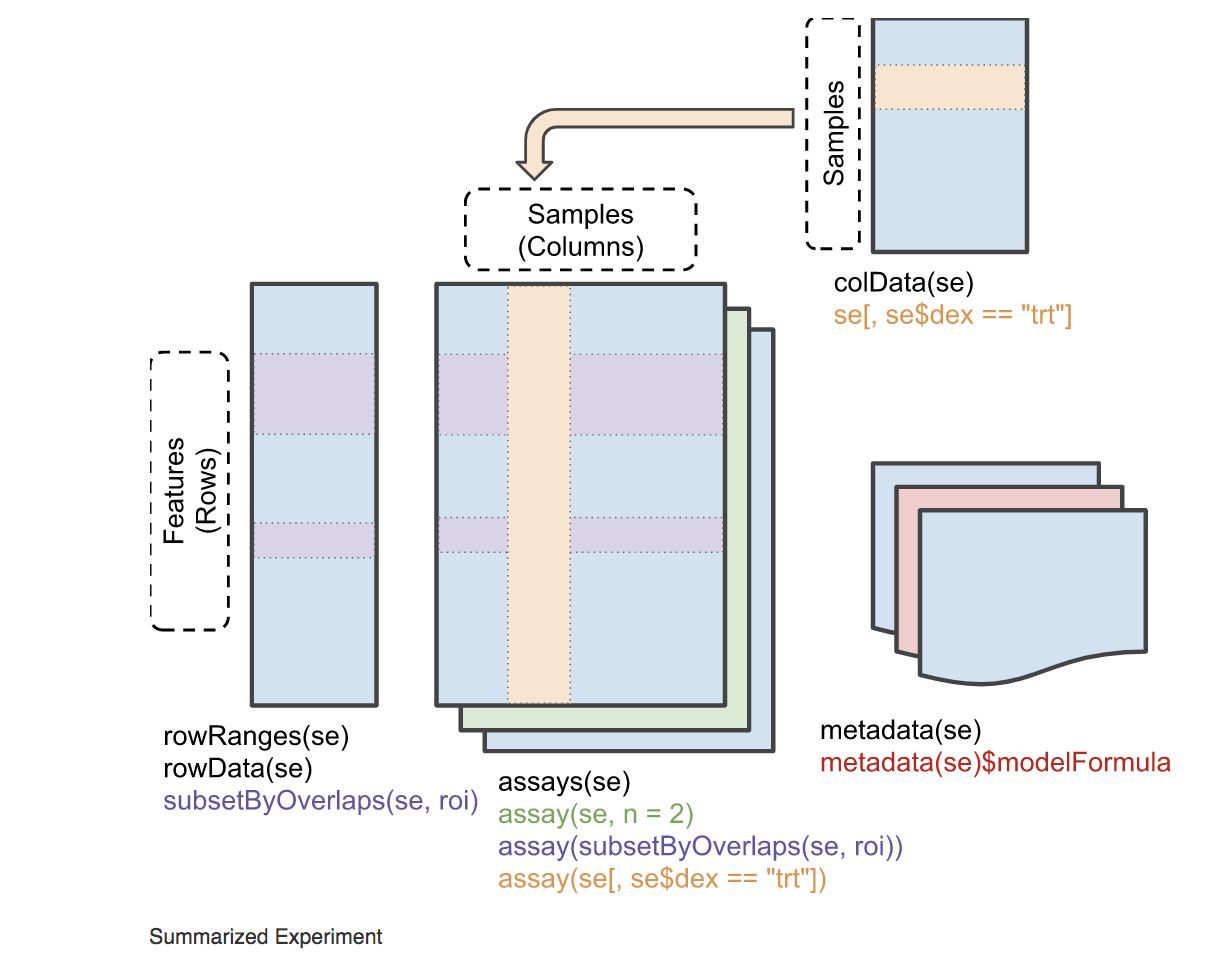 Samples
colData(se)
se[, se$dex == "trt"]
Samples
(Columns)
Features
(Rows)
rowRanges(se)
rowData(se)
subsetByOverlaps(se, roi)
assays(se)
assay(se, n = 2)
assay(subsetByOverlaps(se, roi))
assay(se[, se$dex == "trt"])
metadata(se)
metadata(se)$modelFormula
Summarized Experiment